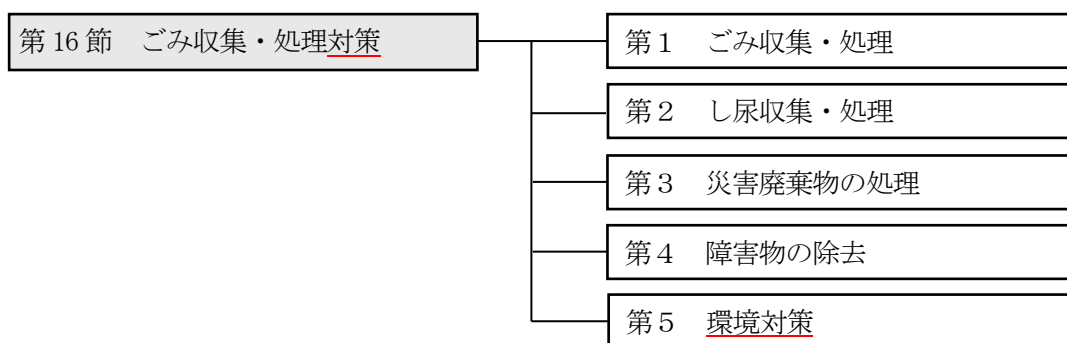 第 16 節　ごみ収集・処理対策
第１　ごみ収集・処理
第２　し尿収集・処理
第３　災害廃棄物の処理
第４　障害物の除去
第５　環境対策